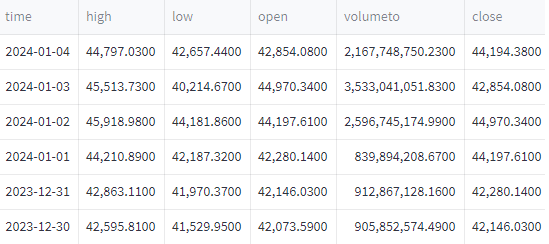 time high low open volumeto close
2024-01-04 44,797.0300 42,657.4400 42,854.0800 2,167,748,750.2300 44,194.3800
2024-01-03 45,513.7300 40,214.6700 44,970.3400 3,533,041,051.8300 42,854.0800
2024-01-02 45,918.9800 44,181.8600 44,197.6100 2,596,745,174.9900 44,970.3400
2024-01-01 44,210.8900 42,187.3200 42,280.1400 839,894,208.6700 44,197.6100
2023-12-31 42,863.1100 41,970.3700 42,146.0300 912,867,128.1600 42,280.1400
2023-12-30 42,595.8100 41,529.9500 42,073.5900 905,852,574.4900 42,146.0300